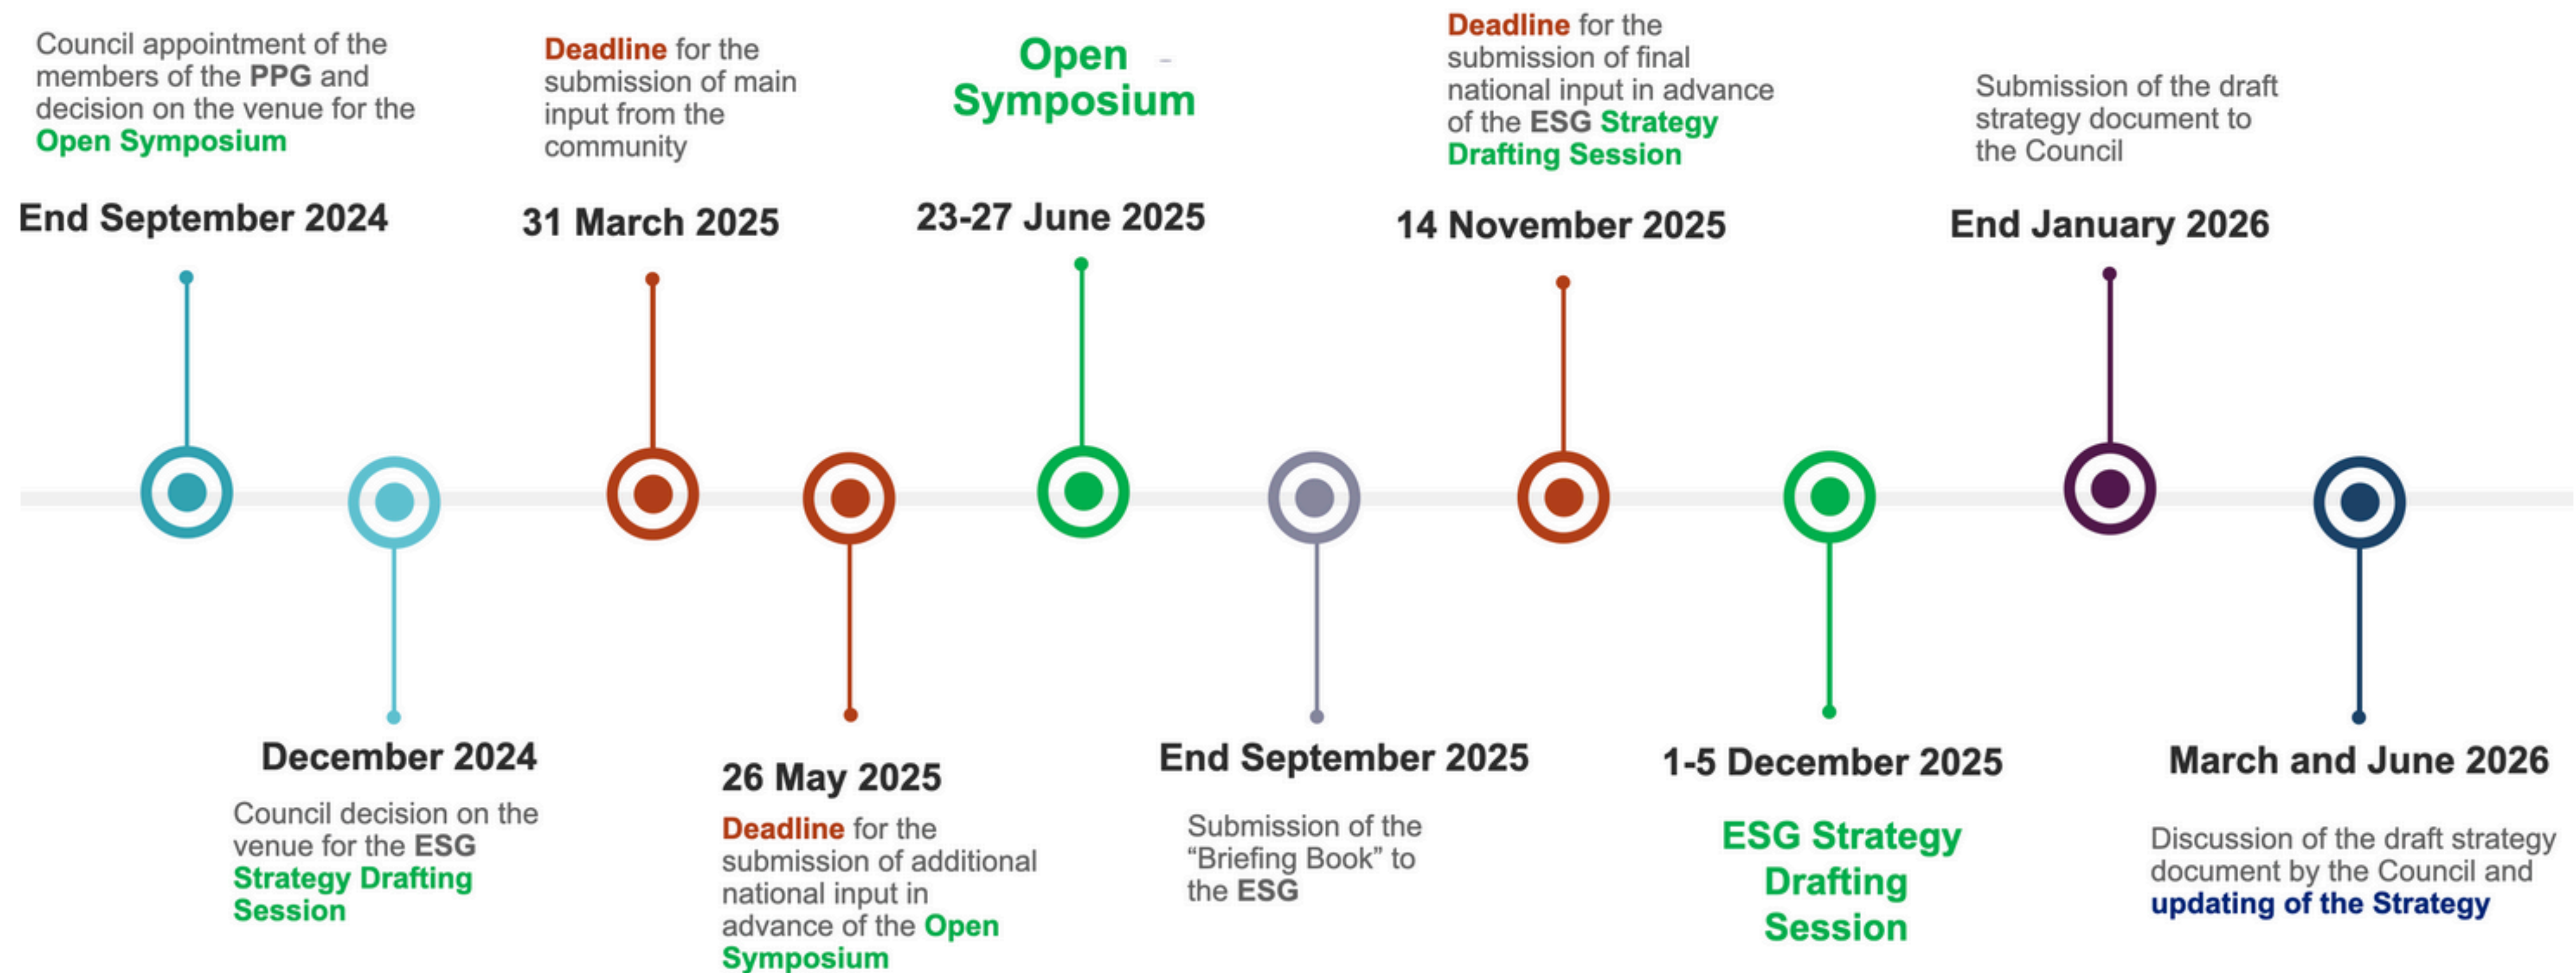 Council appointment of the
members of the PPG and
decision on the venue for the
Open Symposium
End September 2024
Deadline for the
submission of main
input from the
community
31 March 2025
Open -
Symposium
23-27 June 2025
Deadline for the
submission of final
national input in advance
of the ESG Strategy
Drafting Session
14 November 2025
Submission of the draft
strategy document to
the Council
End January 2026
December 2024
Council decision on the
venue for the ESG
Strategy Drafting
Session
26 May 2025
Deadline for the
submission of additional
national input in
advance of the Open
Symposium
End September 2025
Submission of the
“Briefing Book” to
the ESG
1-5 December 2025
ESG Strategy
Drafting
Session
March and June 2026
Discussion of the draft strategy
document by the Council and
updating of the Strategy